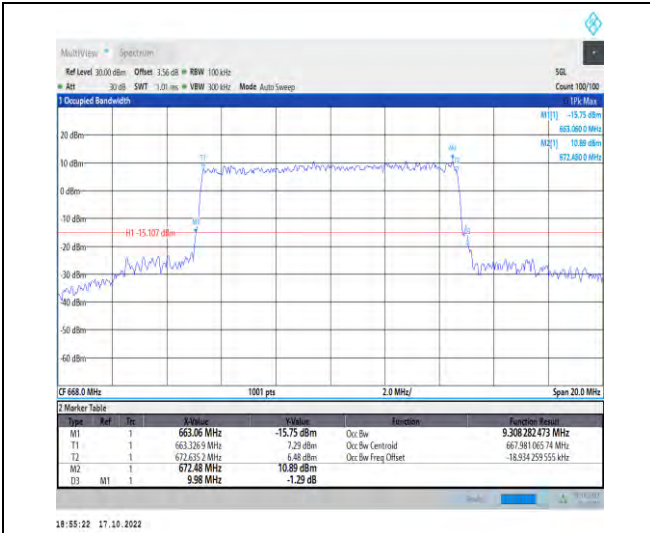 MultiView Spectrum
Ref Level 30.00 dBm Offset 3.56 dB RBW 100 kHz SGL
Att 30 dB SWT 1.01 ms VBW 300 kHz Mode Auto Sweep Count 100/100
1 Occupied Bandwidth 1Pk Max
M1[1] -15.75 dBm
663.060 0 MHz
M2[1] 10.89 dBm
672.480 0 MHz
20 dBm
10 dBm
0 dBm
-10 dBm
H1 -15.107 dBm
-20 dBm
-30 dBm
-40 dBm
-50 dBm
-60 dBm
T1
M2
T2
M1
D3
CF 668.0 MHz 1001 pts 2.0 MHz/ Span 20.0 MHz
2 Marker Table
Type Ref Trc X-Value Y-Value Function Function Result
M1 1 663.06 MHz -15.75 dBm Occ Bw 9.308 282 473 MHz
T1 1 663.326 9 MHz 7.29 dBm Occ Bw Centroid 667.981 065 74 MHz
T2 1 672.635 2 MHz 6.48 dBm Occ Bw Freq Offset -18.934 259 555 kHz
M2 1 672.48 MHz 10.89 dBm
D3 M1 1 9.98 MHz -1.29 dB
18:55:22 17.10.2022